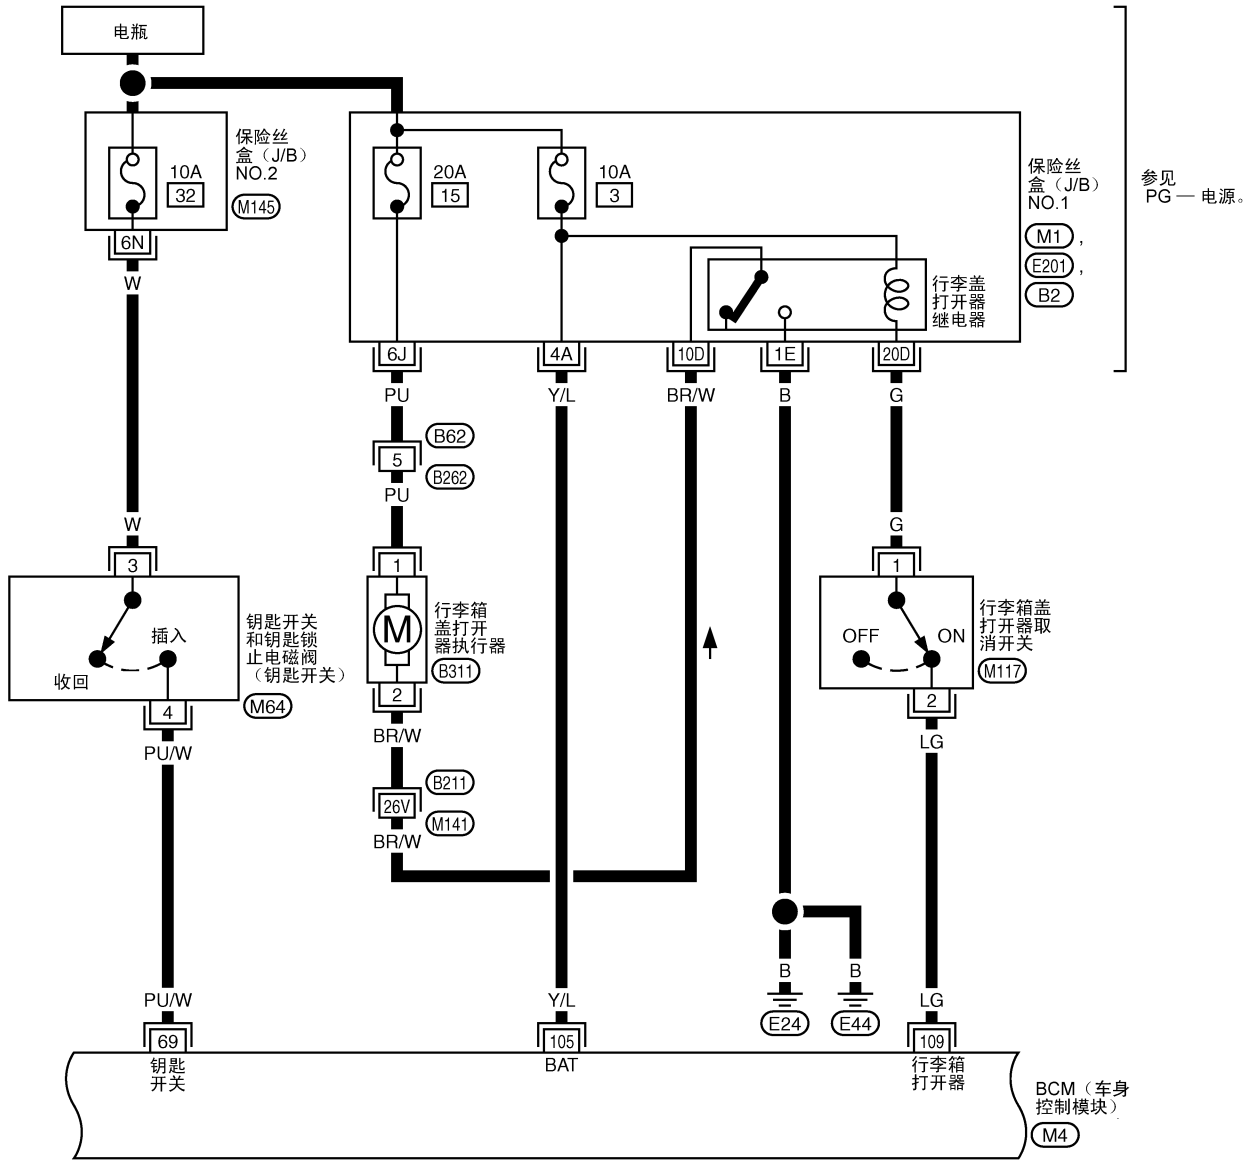 电瓶
保险丝
盒（J/B）
NO.2
M145
10A
32
20A
15
10A
3
保险丝
盒（J/B）
NO.1
M1 ,
E201 ,
B2
参见
PG — 电源。
行李盖
打开器
继电器
6N
W
6J
4A
10D
1E
20D
PU
Y/L
BR/W
B
G
B62
5
B262
PU
W
G
3
1
1
钥匙开关
和钥匙锁
止电磁阀
（钥匙开关）
M64
插入
收回
4
PU/W
M
行李箱
盖打开
器执行器
B311
2
BR/W
B211
26V
M141
BR/W
OFF
ON
行李箱盖
打开器取
消开关
M117
2
LG
B
B
E24
E44
PU/W
Y/L
LG
69
105
109
钥匙
开关
BAT
行李箱
打开器
BCM（车身
控制模块）
M4